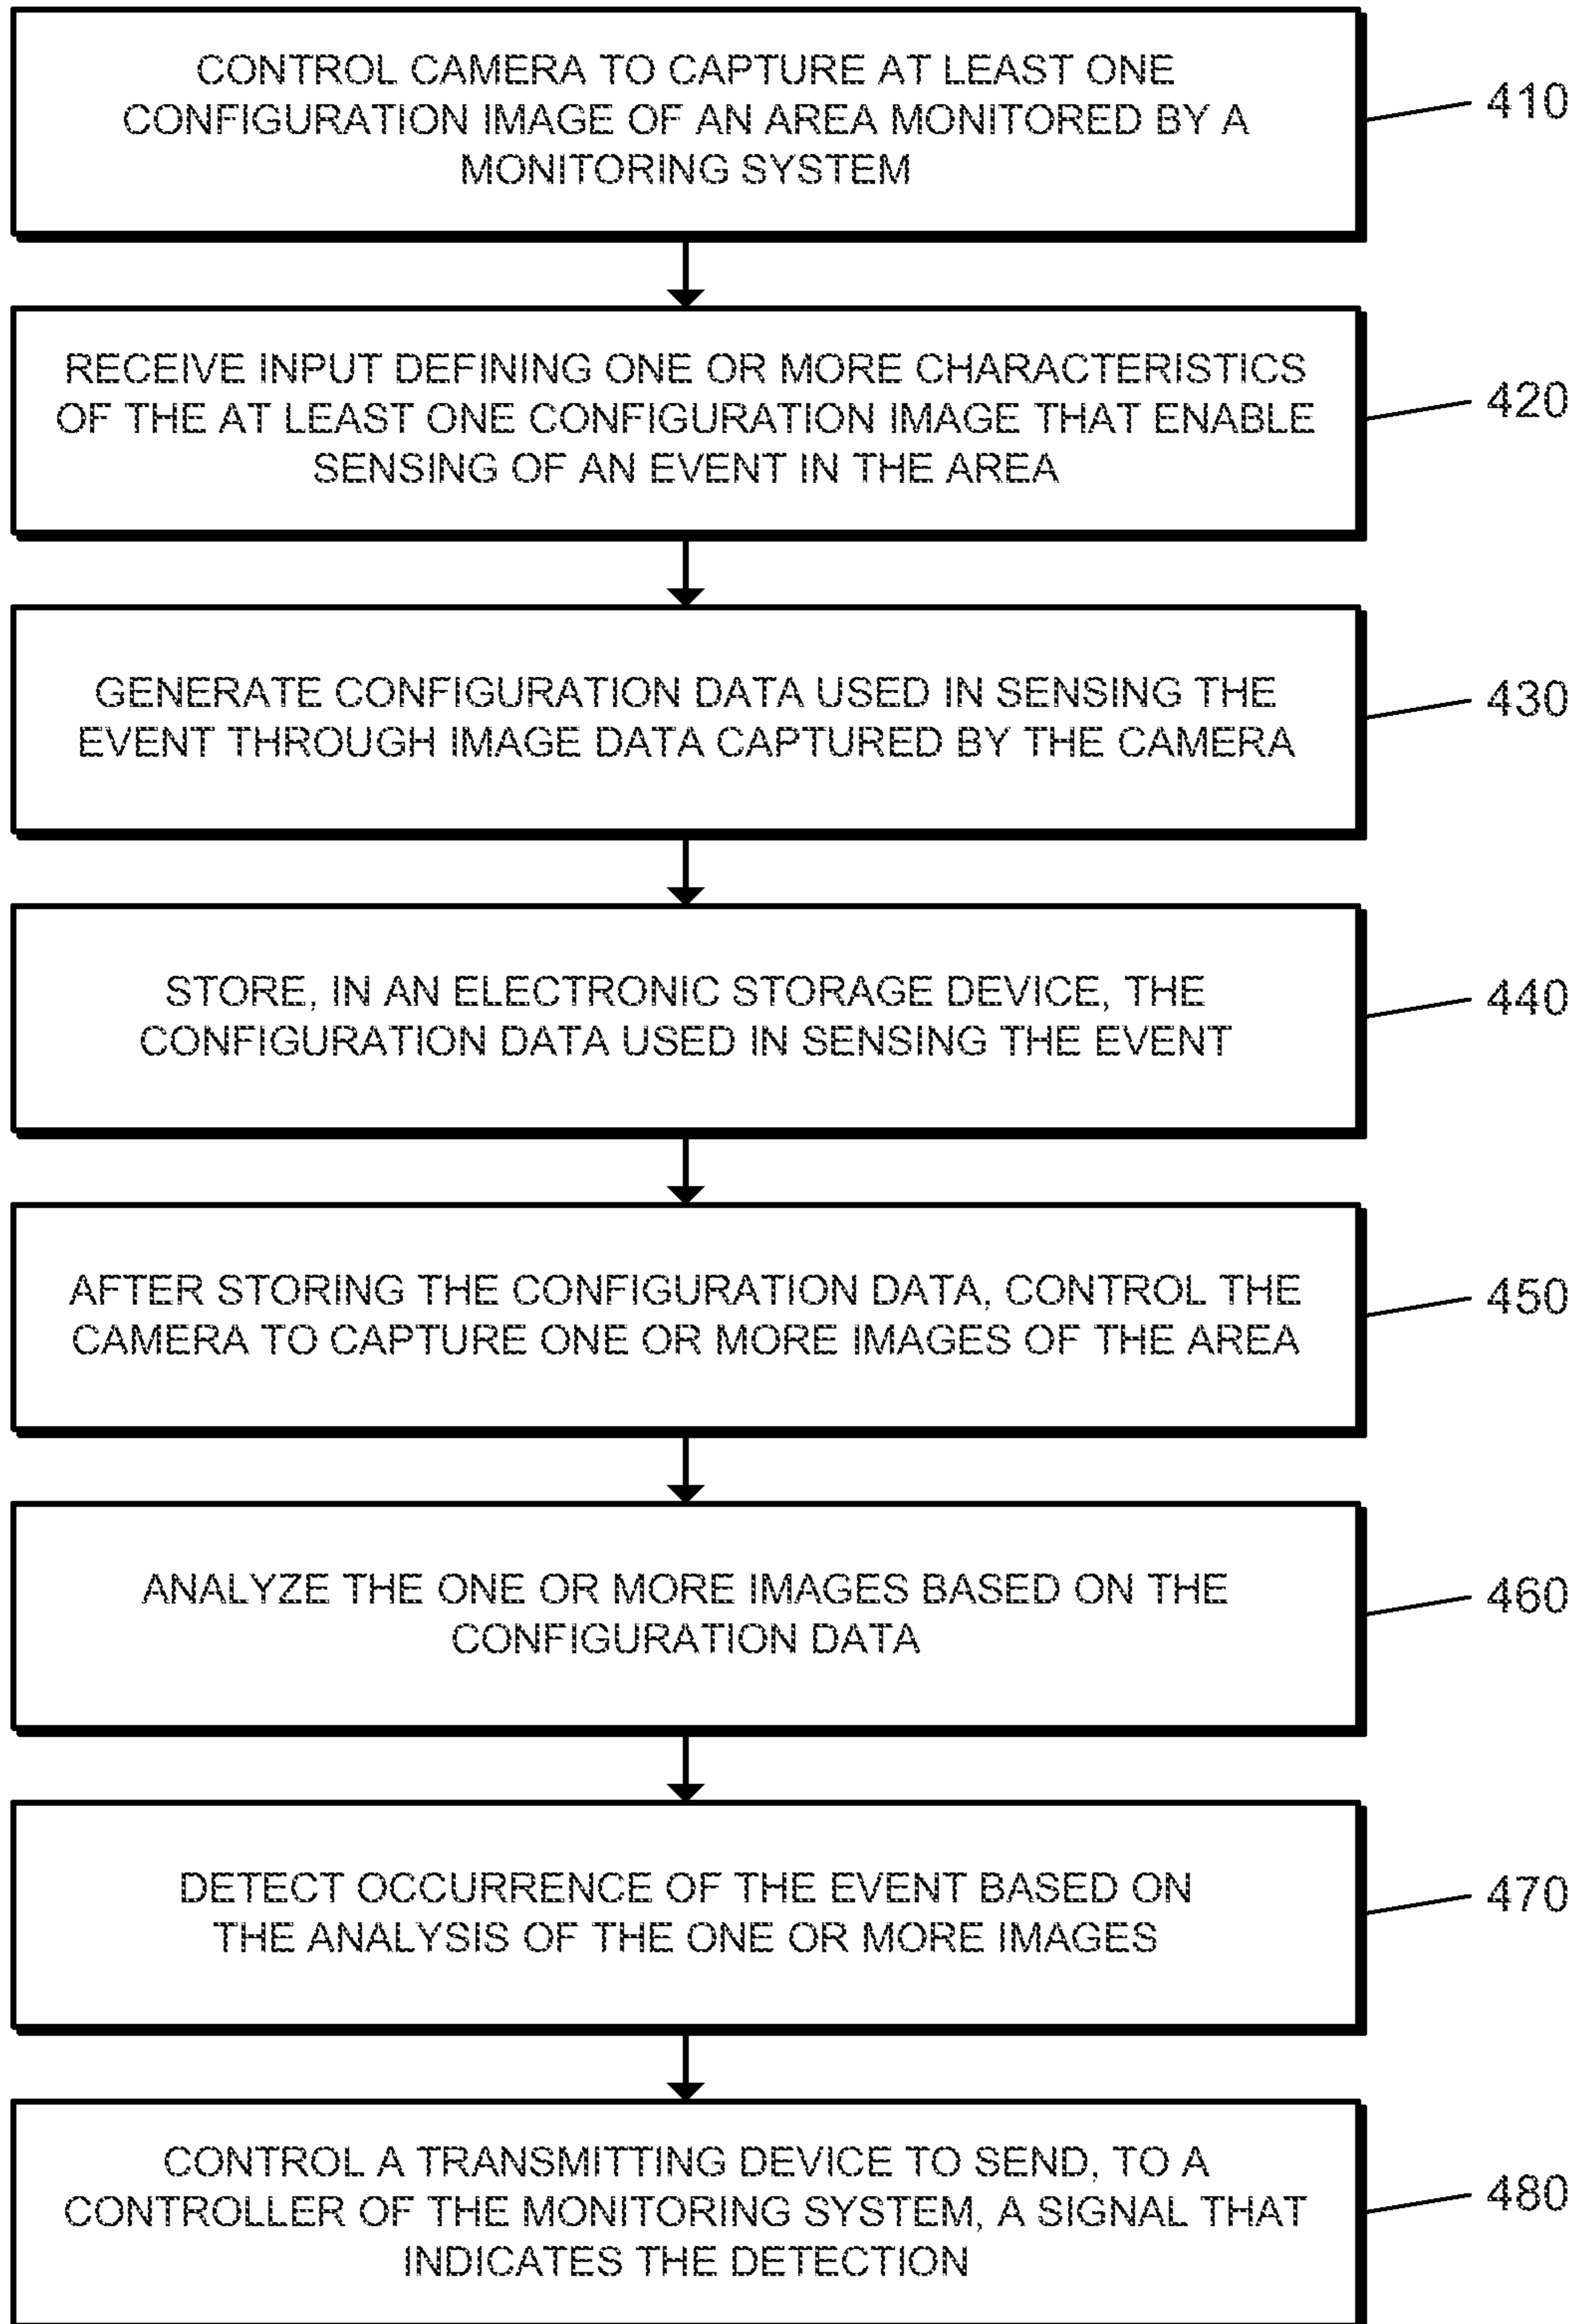 CONTROL CAMERA TO CAPTURE AT LEAST ONE
CONFIGURATION IMAGE OF AN AREA MONITORED BY A
MONITORING SYSTEM
410
RECEIVE INPUT DEFINING ONE OR MORE CHARACTERISTICS
OF THE AT LEAST ONE CONFIGURATION IMAGE THAT ENABLE
SENSING OF AN EVENT IN THE AREA
420
GENERATE CONFIGURATION DATA USED IN SENSING THE
EVENT THROUGH IMAGE DATA CAPTURED BY THE CAMERA
430
STORE, IN AN ELECTRONIC STORAGE DEVICE, THE
CONFIGURATION DATA USED IN SENSING THE EVENT
440
AFTER STORING THE CONFIGURATION DATA, CONTROL THE
CAMERA TO CAPTURE ONE OR MORE IMAGES OF THE AREA
450
ANALYZE THE ONE OR MORE IMAGES BASED ON THE
CONFIGURATION DATA
460
DETECT OCCURRENCE OF THE EVENT BASED ON
THE ANALYSIS OF THE ONE OR MORE IMAGES
470
CONTROL A TRANSMITTING DEVICE TO SEND, TO A
CONTROLLER OF THE MONITORING SYSTEM, A SIGNAL THAT
INDICATES THE DETECTION
480